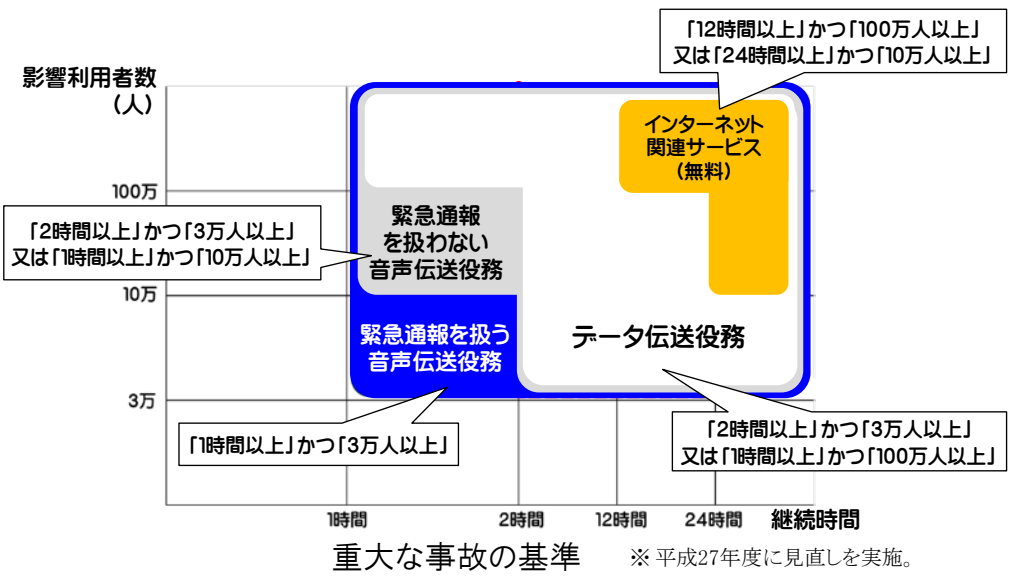 「12時間以上」かつ「100万人以上」
又は「24時間以上」かつ「10万人以上」
影響利用者数
(人)
インターネット
関連サービス
(無料)
100万
緊急通報
を扱わない
音声伝送役務
「2時間以上」かつ「3万人以上」
又は「1時間以上」かつ「10万人以上」
10万
緊急通報を扱う
音声伝送役務
データ伝送役務
3万
「1時間以上」かつ「3万人以上」
「2時間以上」かつ「3万人以上」
又は「1時間以上」かつ「100万人以上」
1時間
2時間
12時間
24時間
継続時間
重大な事故の基準
※ 平成27年度に見直しを実施。